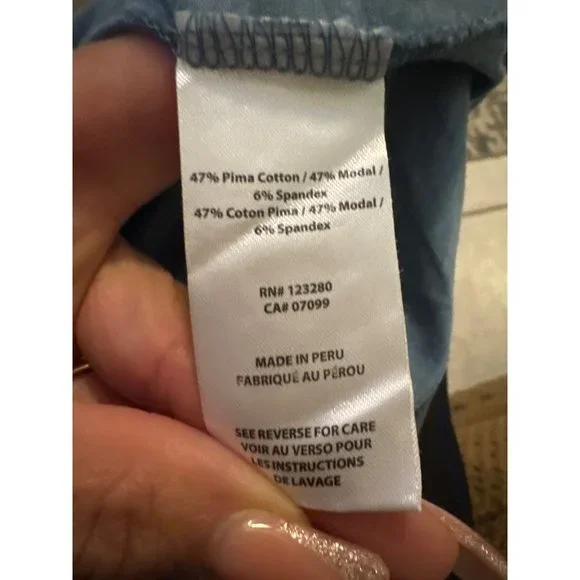 47% Pima Cotton / 47% Modal /
6% Spandex
47% Coton Pima / 47% Modal /
6% Spandex
RN# 123280
CA# 07099
MADE IN PERU
FABRIQUÉ AU PÉROU
SEE REVERSE FOR CARE
VOIR AU VERSO POUR
LES INSTRUCTIONS
DE LAVAGE